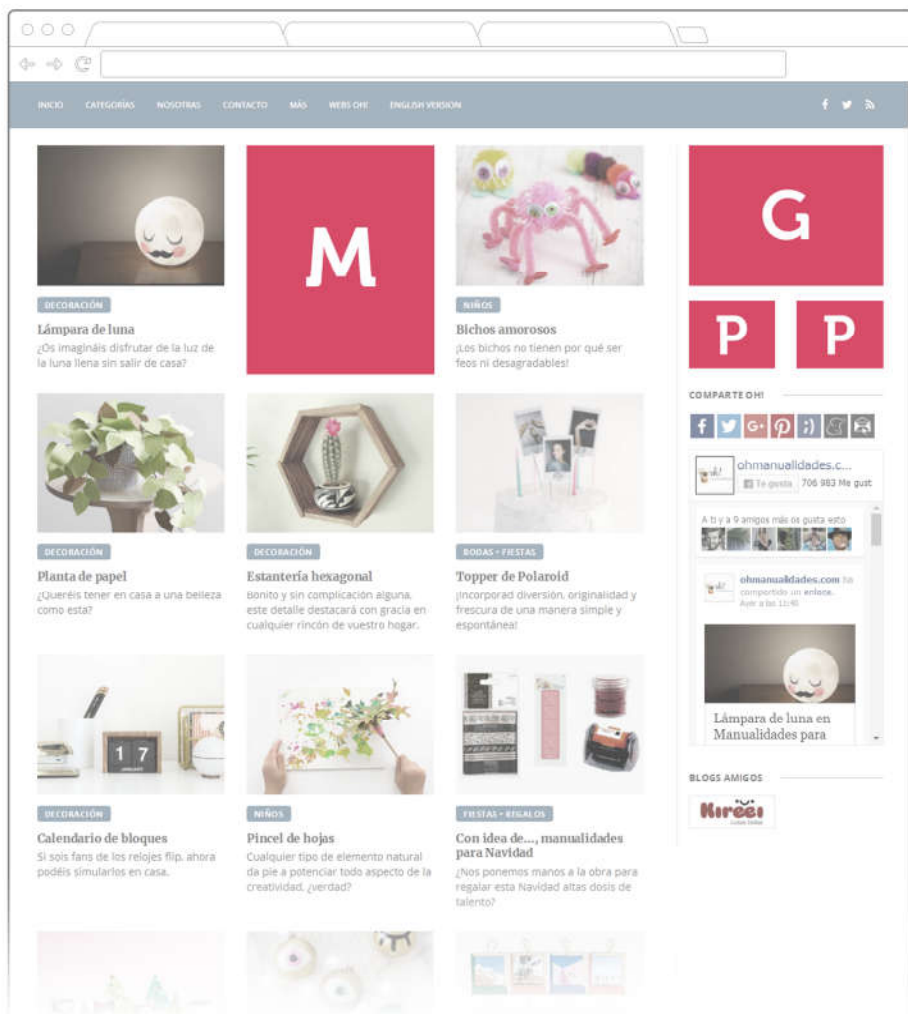 INICIO CATEGORÍAS NOSOTRAS CONTACTO MÁS WEBS OH! ENGLISH VERSION
DECORACIÓN
Lámpara de luna
¿Os imagináis disfrutar de la luz de
la luna llena sin salir de casa?
M
NIÑOS
Bichos amorosos
¡Los bichos no tienen por qué ser
feos ni desagradables!
DECORACIÓN
Planta de papel
¿Queréis tener en casa a una belleza
como esta?
DECORACIÓN
Estantería hexagonal
Bonito y sin complicación alguna,
este detalle destacará con gracia en
cualquier rincón de vuestro hogar.
BODAS • FIESTAS
Topper de Polaroid
¡Incorporad diversión, originalidad y
frescura de una manera simple y
espontánea!
17
DECORACIÓN
Calendario de bloques
Si sois fans de los relojes flip, ahora
podéis simularlos en casa.
NIÑOS
Pincel de hojas
Cualquier tipo de elemento natural
da pie a potenciar todo aspecto de la
creatividad, ¿verdad?
FIESTAS • REGALOS
Con idea de..., manualidades
para Navidad
¿Nos ponemos manos a la obra para
regalar esta Navidad altas dosis de
talento?
G
P P
COMPARTE OH!
ohmanualidades.c...
Te gusta 706 983 Me gust
A ti y a 9 amigos más os gusta esto
ohmanualidades.com ha
compartido un enlace.
Ayer a las 11:40
Lámpara de luna en
Manualidades para
BLOGS AMIGOS
Kireei